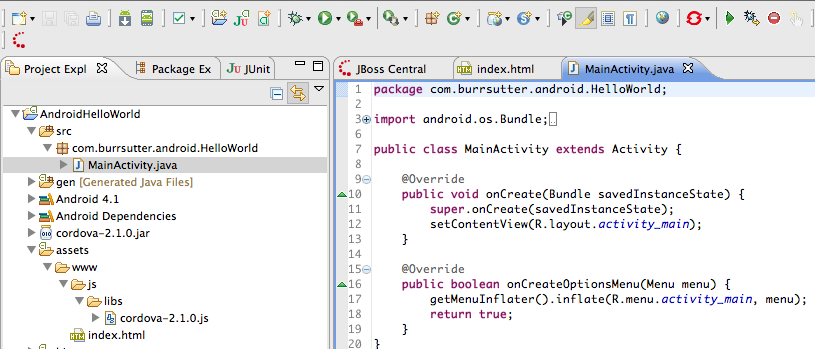 Project Expl
Package Ex
JUnit
JBoss Central
index.html
MainActivity.java
AndroidHelloWorld
src
com.burrsutter.android.HelloWorld
MainActivity.java
gen [Generated Java Files]
Android 4.1
Android Dependencies
cordova-2.1.0.jar
assets
www
js
libs
cordova-2.1.0.js
index.html
1 package com.burrsutter.android.HelloWorld;
2
3 import android.os.Bundle;
6
7 public class MainActivity extends Activity {
8
9 @Override
10 public void onCreate(Bundle savedInstanceState) {
11 super.onCreate(savedInstanceState);
12 setContentView(R.layout.activity_main);
13 }
14
15 @Override
16 public boolean onCreateOptionsMenu(Menu menu) {
17 getMenuInflater().inflate(R.menu.activity_main, menu);
18 return true;
19 }
20 }